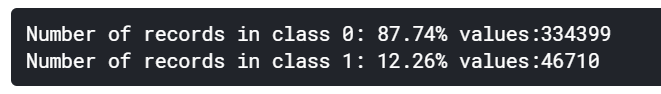 Number of records in class 0: 87.74% values:334399
Number of records in class 1: 12.26% values:46710